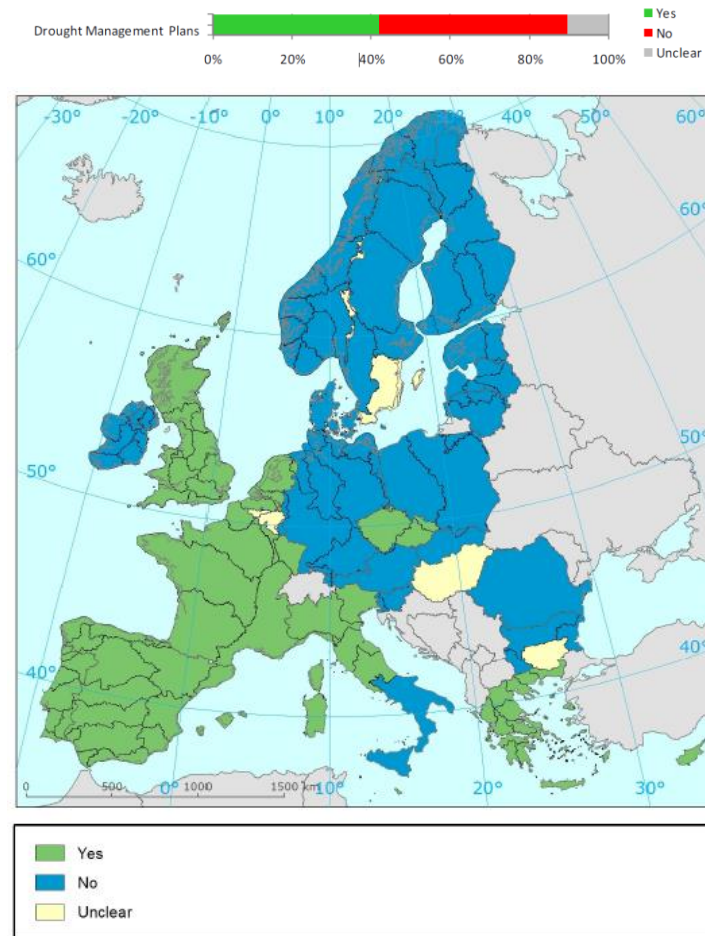 Drought Management Plans
0% 20% 40% 60% 80% 100%
Yes
No
Unclear
-30° -20° -10° 0° 10° 20° 30° 40° 50° 60°
60° 60°
50° 50°
40° 40°
0 500 1000 1500 km
0° 10° 20° 30°
Yes
No
Unclear